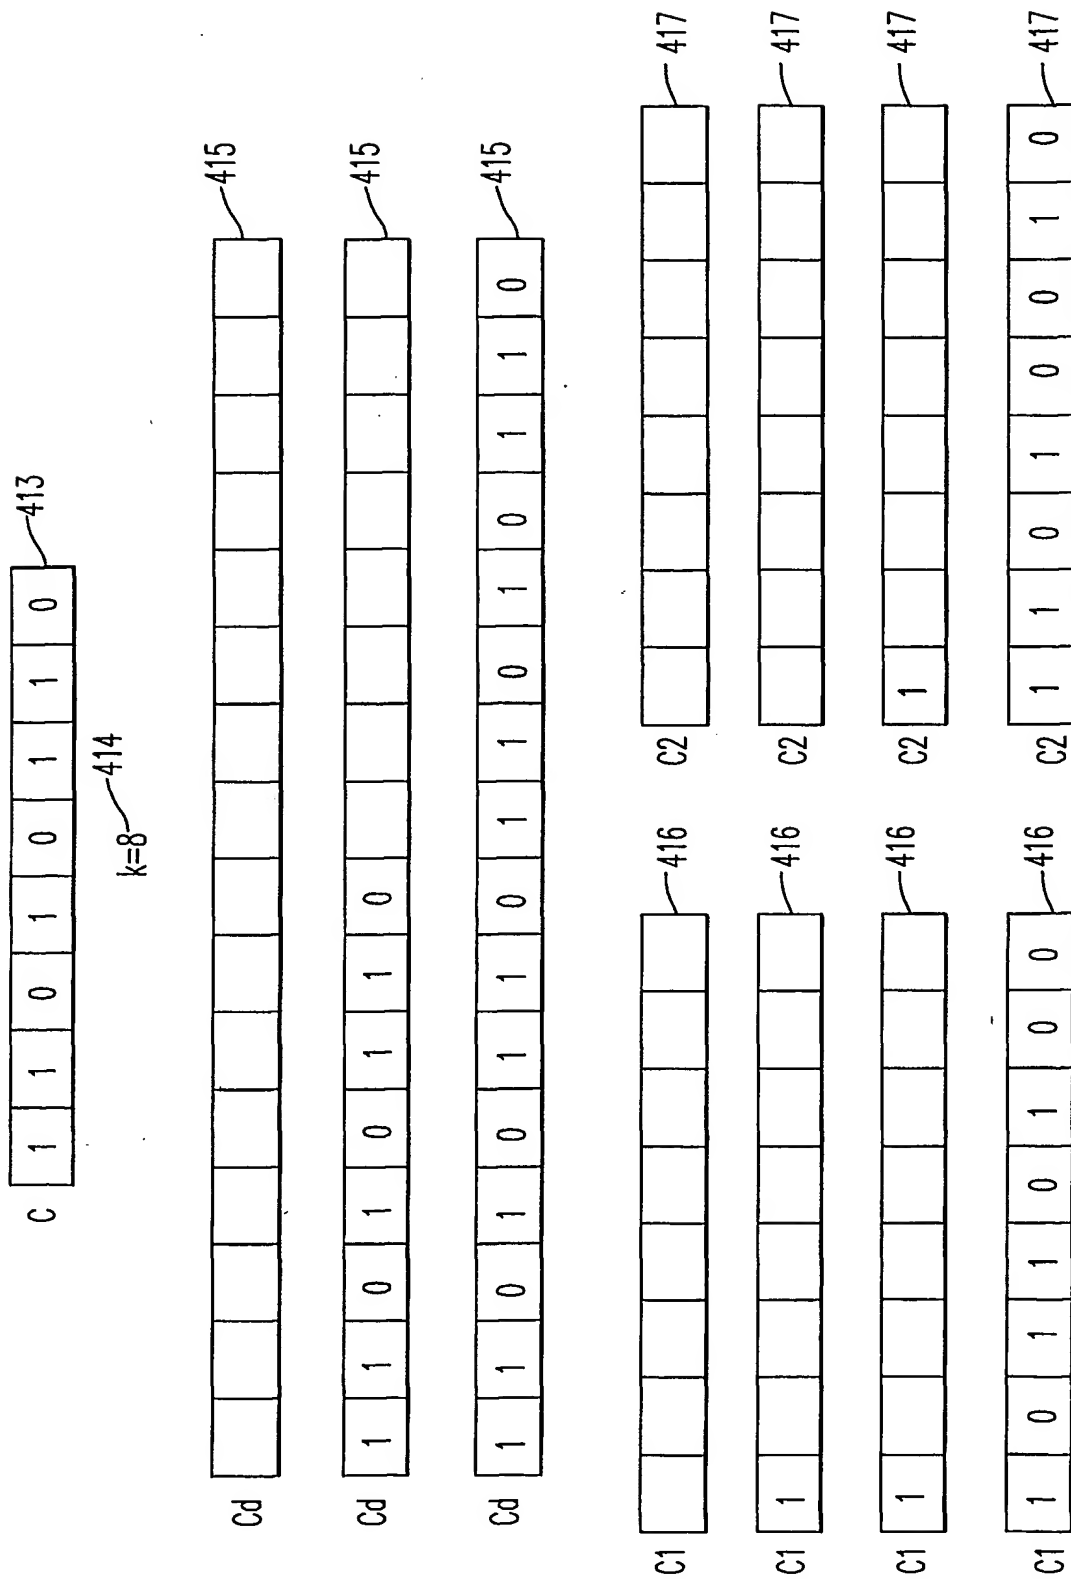 C 1 1 0 1 0 1 1 0 413
k=8 414
Cd 415
Cd 1 1 0 1 0 1 1 0 415
Cd 1 1 0 1 0 1 1 0 1 1 0 1 0 1 1 0 415
C1 416 C2 417
C1 1 416 C2 417
C1 1 416 C2 1 417
C1 1 0 1 1 0 1 0 0 416 C2 1 1 0 1 0 0 1 0 417